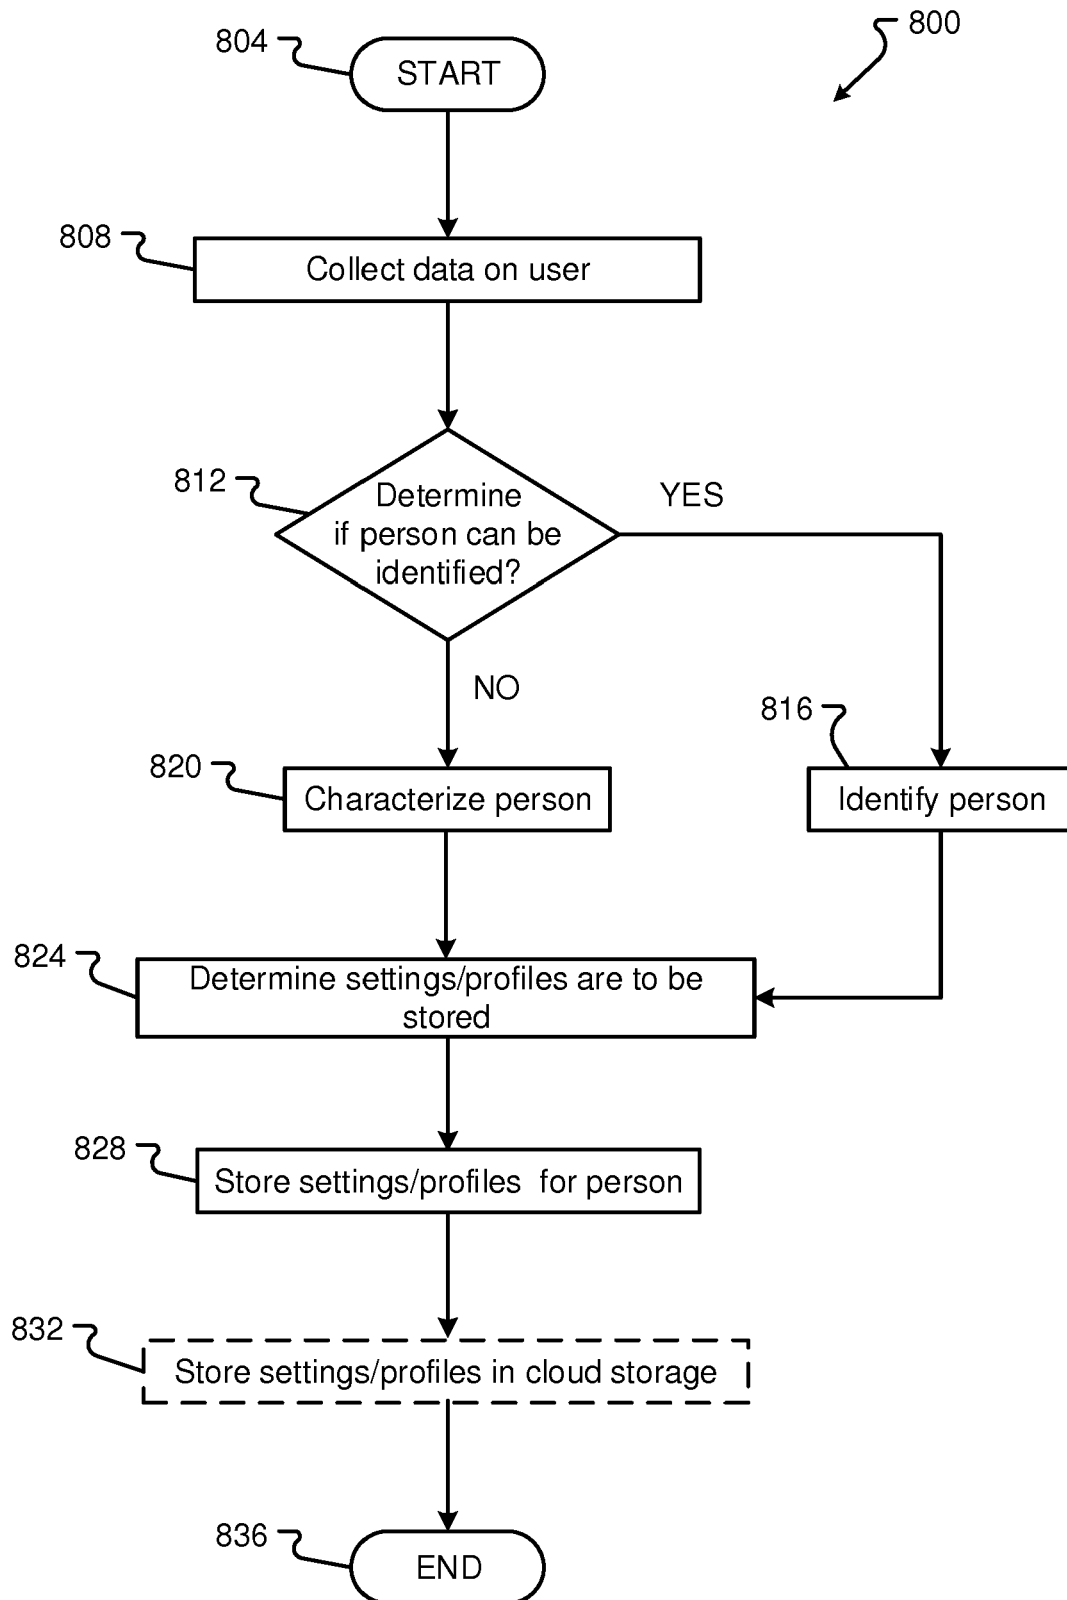 800
804
START
808
Collect data on user
812
Determine
if person can be
identified?
YES
NO
816
Identify person
820
Characterize person
824
Determine settings/profiles are to be
stored
828
Store settings/profiles for person
832
Store settings/profiles in cloud storage
836
END